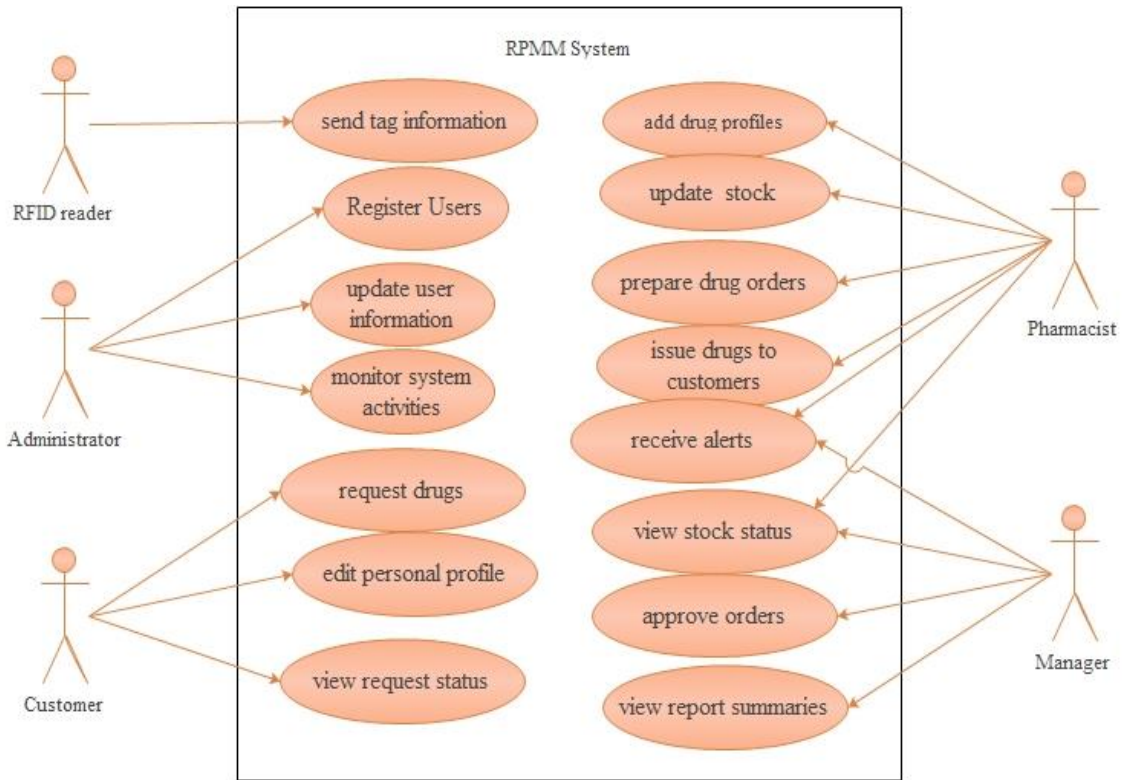 RPMM System
RFID reader
Administrator
Customer
send tag information
Register Users
update user
information
monitor system
activities
request drugs
edit personal profile
view request status
add drug profiles
update stock
prepare drug orders
issue drugs to
customers
receive alerts
view stock status
approve orders
view report summaries
Pharmacist
Manager